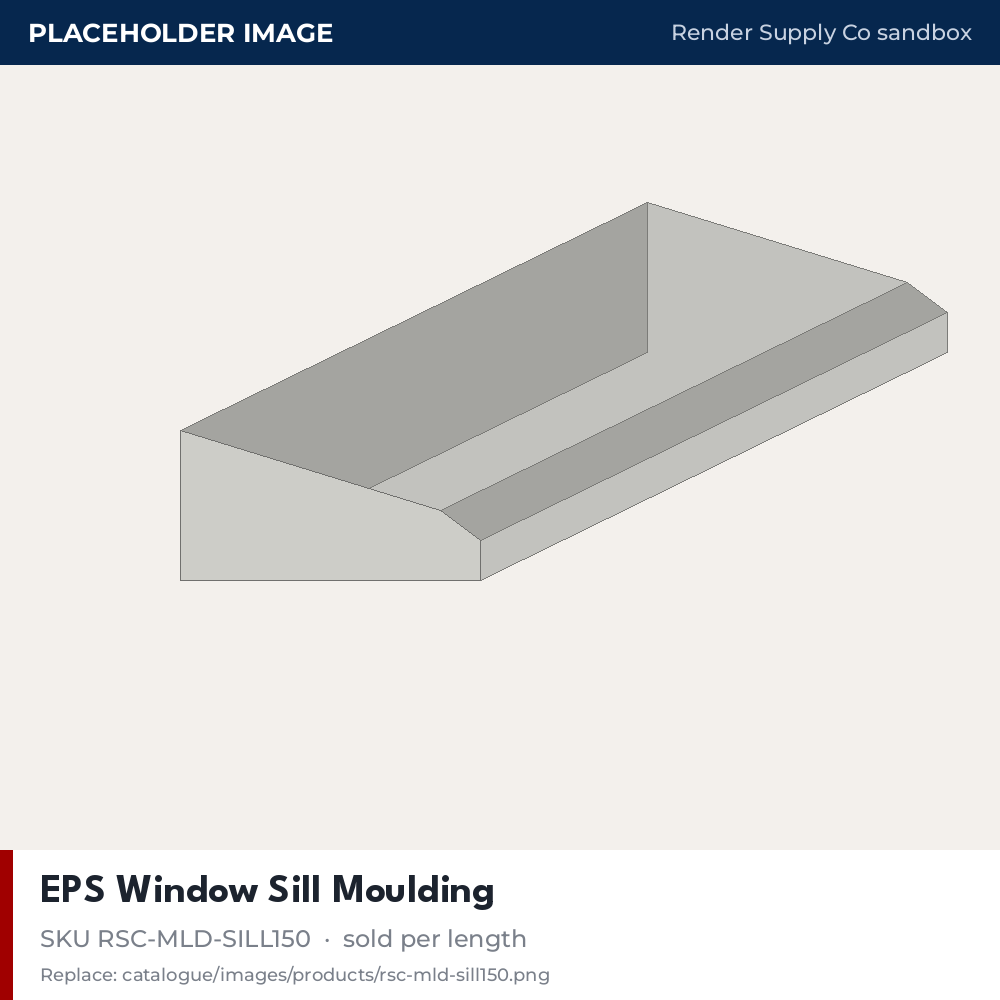 PLACEHOLDER IMAGE
Render Supply Co sandbox
EPS Window Sill Moulding
SKU RSC-MLD-SILL150 · sold per length
Replace: catalogue/images/products/rsc-mld-sill150.png